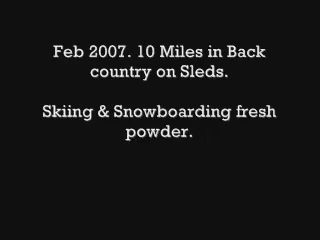 Feb 2007. 10 Miles in Back
country on Sleds.
Skiing & Snowboarding fresh
powder.